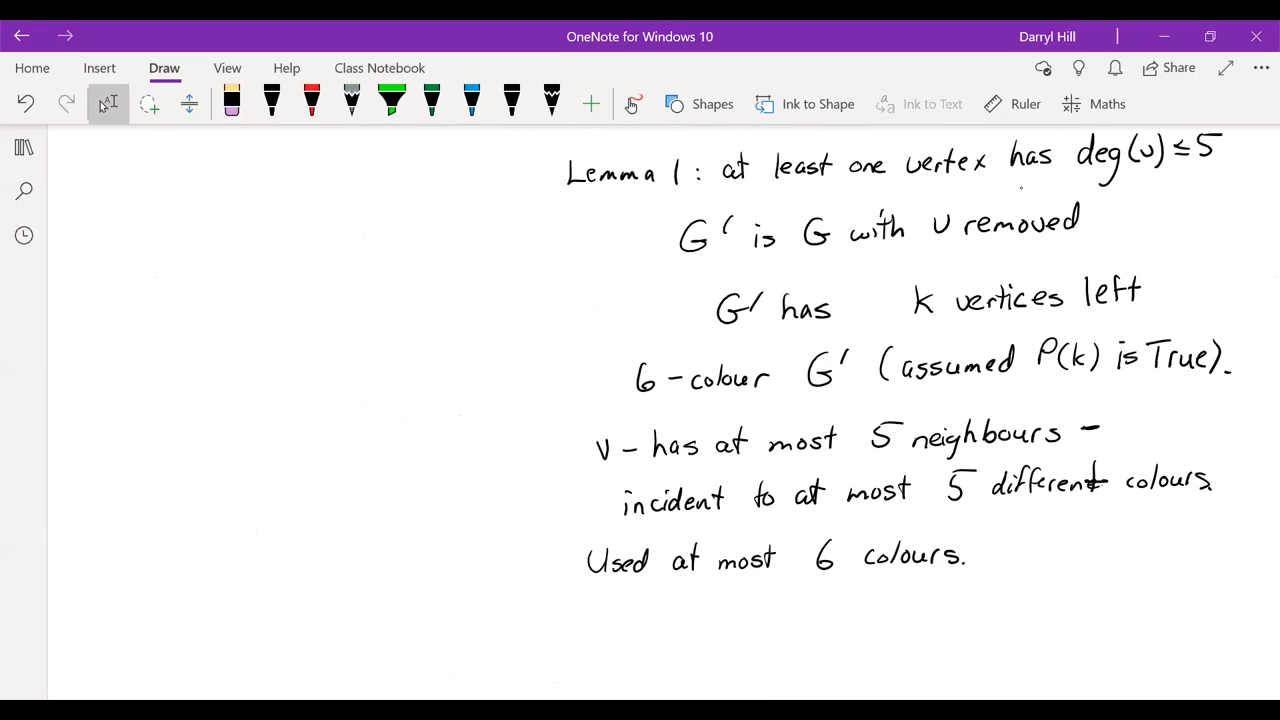 OneNote for Windows 10
Darryl Hill
Home Insert Draw View Help Class Notebook
Share
Shapes Ink to Shape Ink to Text Ruler Maths
Lemma 1: at least one vertex has deg(v) ≤ 5
G' is G with v removed
G' has k vertices left
6-colour G' (assumed P(k) is True).
v - has at most 5 neighbours -
incident to at most 5 different colours.
Used at most 6 colours.